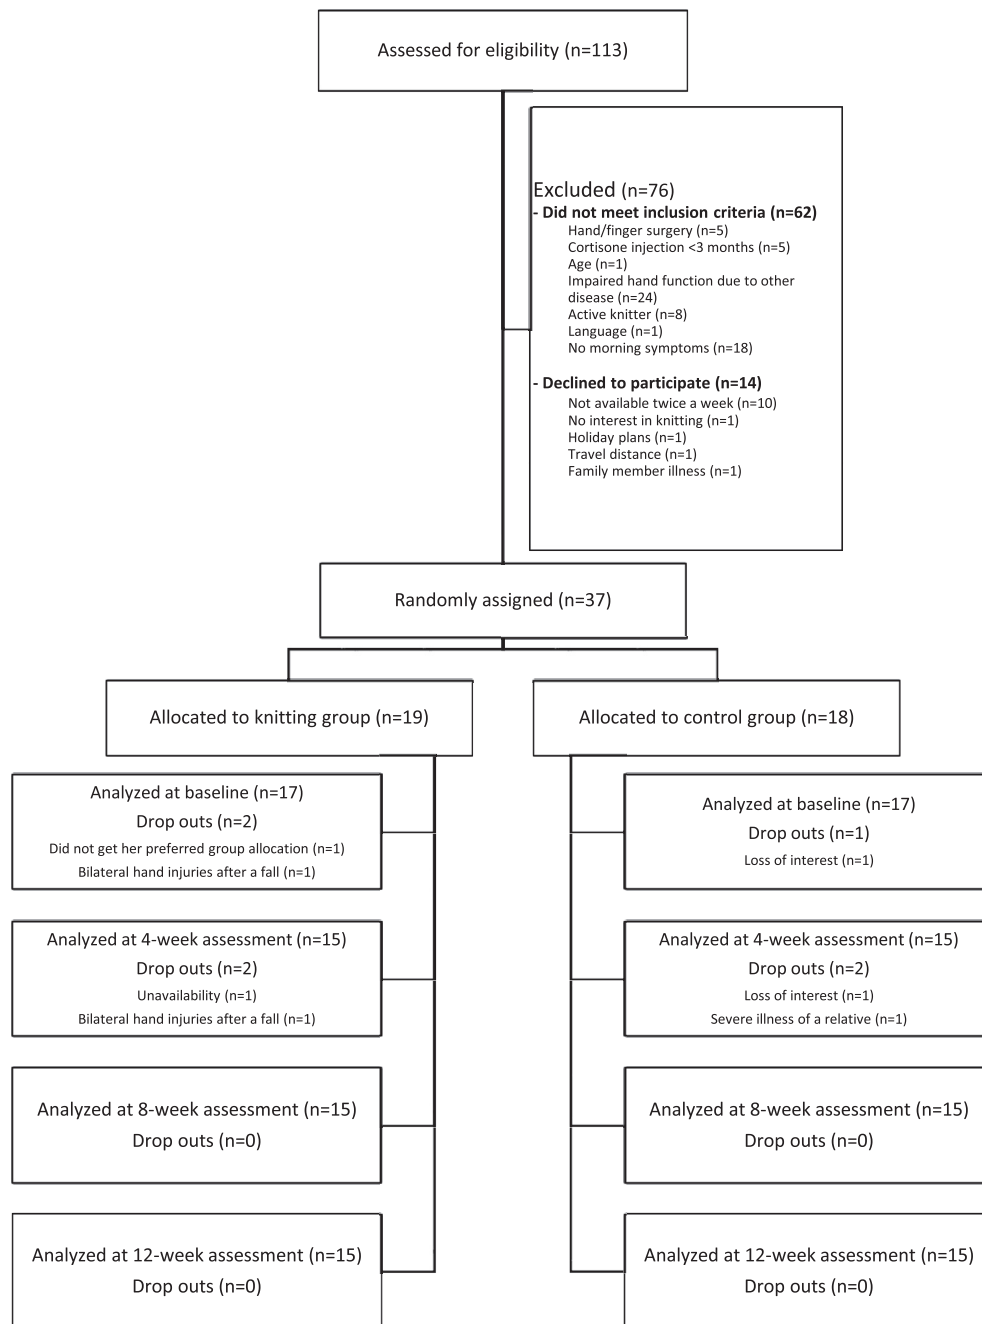 Assessed for eligibility (n=113)
Excluded (n=76)
- Did not meet inclusion criteria (n=62)
Hand/finger surgery (n=5)
Cortisone injection <3 months (n=5)
Age (n=1)
Impaired hand function due to other
disease (n=24)
Active knitter (n=8)
Language (n=1)
No morning symptoms (n=18)
- Declined to participate (n=14)
Not available twice a week (n=10)
No interest in knitting (n=1)
Holiday plans (n=1)
Travel distance (n=1)
Family member illness (n=1)
Randomly assigned (n=37)
Allocated to knitting group (n=19)
Allocated to control group (n=18)
Analyzed at baseline (n=17)
Drop outs (n=2)
Did not get her preferred group allocation (n=1)
Bilateral hand injuries after a fall (n=1)
Analyzed at baseline (n=17)
Drop outs (n=1)
Loss of interest (n=1)
Analyzed at 4-week assessment (n=15)
Drop outs (n=2)
Unavailability (n=1)
Bilateral hand injuries after a fall (n=1)
Analyzed at 4-week assessment (n=15)
Drop outs (n=2)
Loss of interest (n=1)
Severe illness of a relative (n=1)
Analyzed at 8-week assessment (n=15)
Drop outs (n=0)
Analyzed at 8-week assessment (n=15)
Drop outs (n=0)
Analyzed at 12-week assessment (n=15)
Drop outs (n=0)
Analyzed at 12-week assessment (n=15)
Drop outs (n=0)